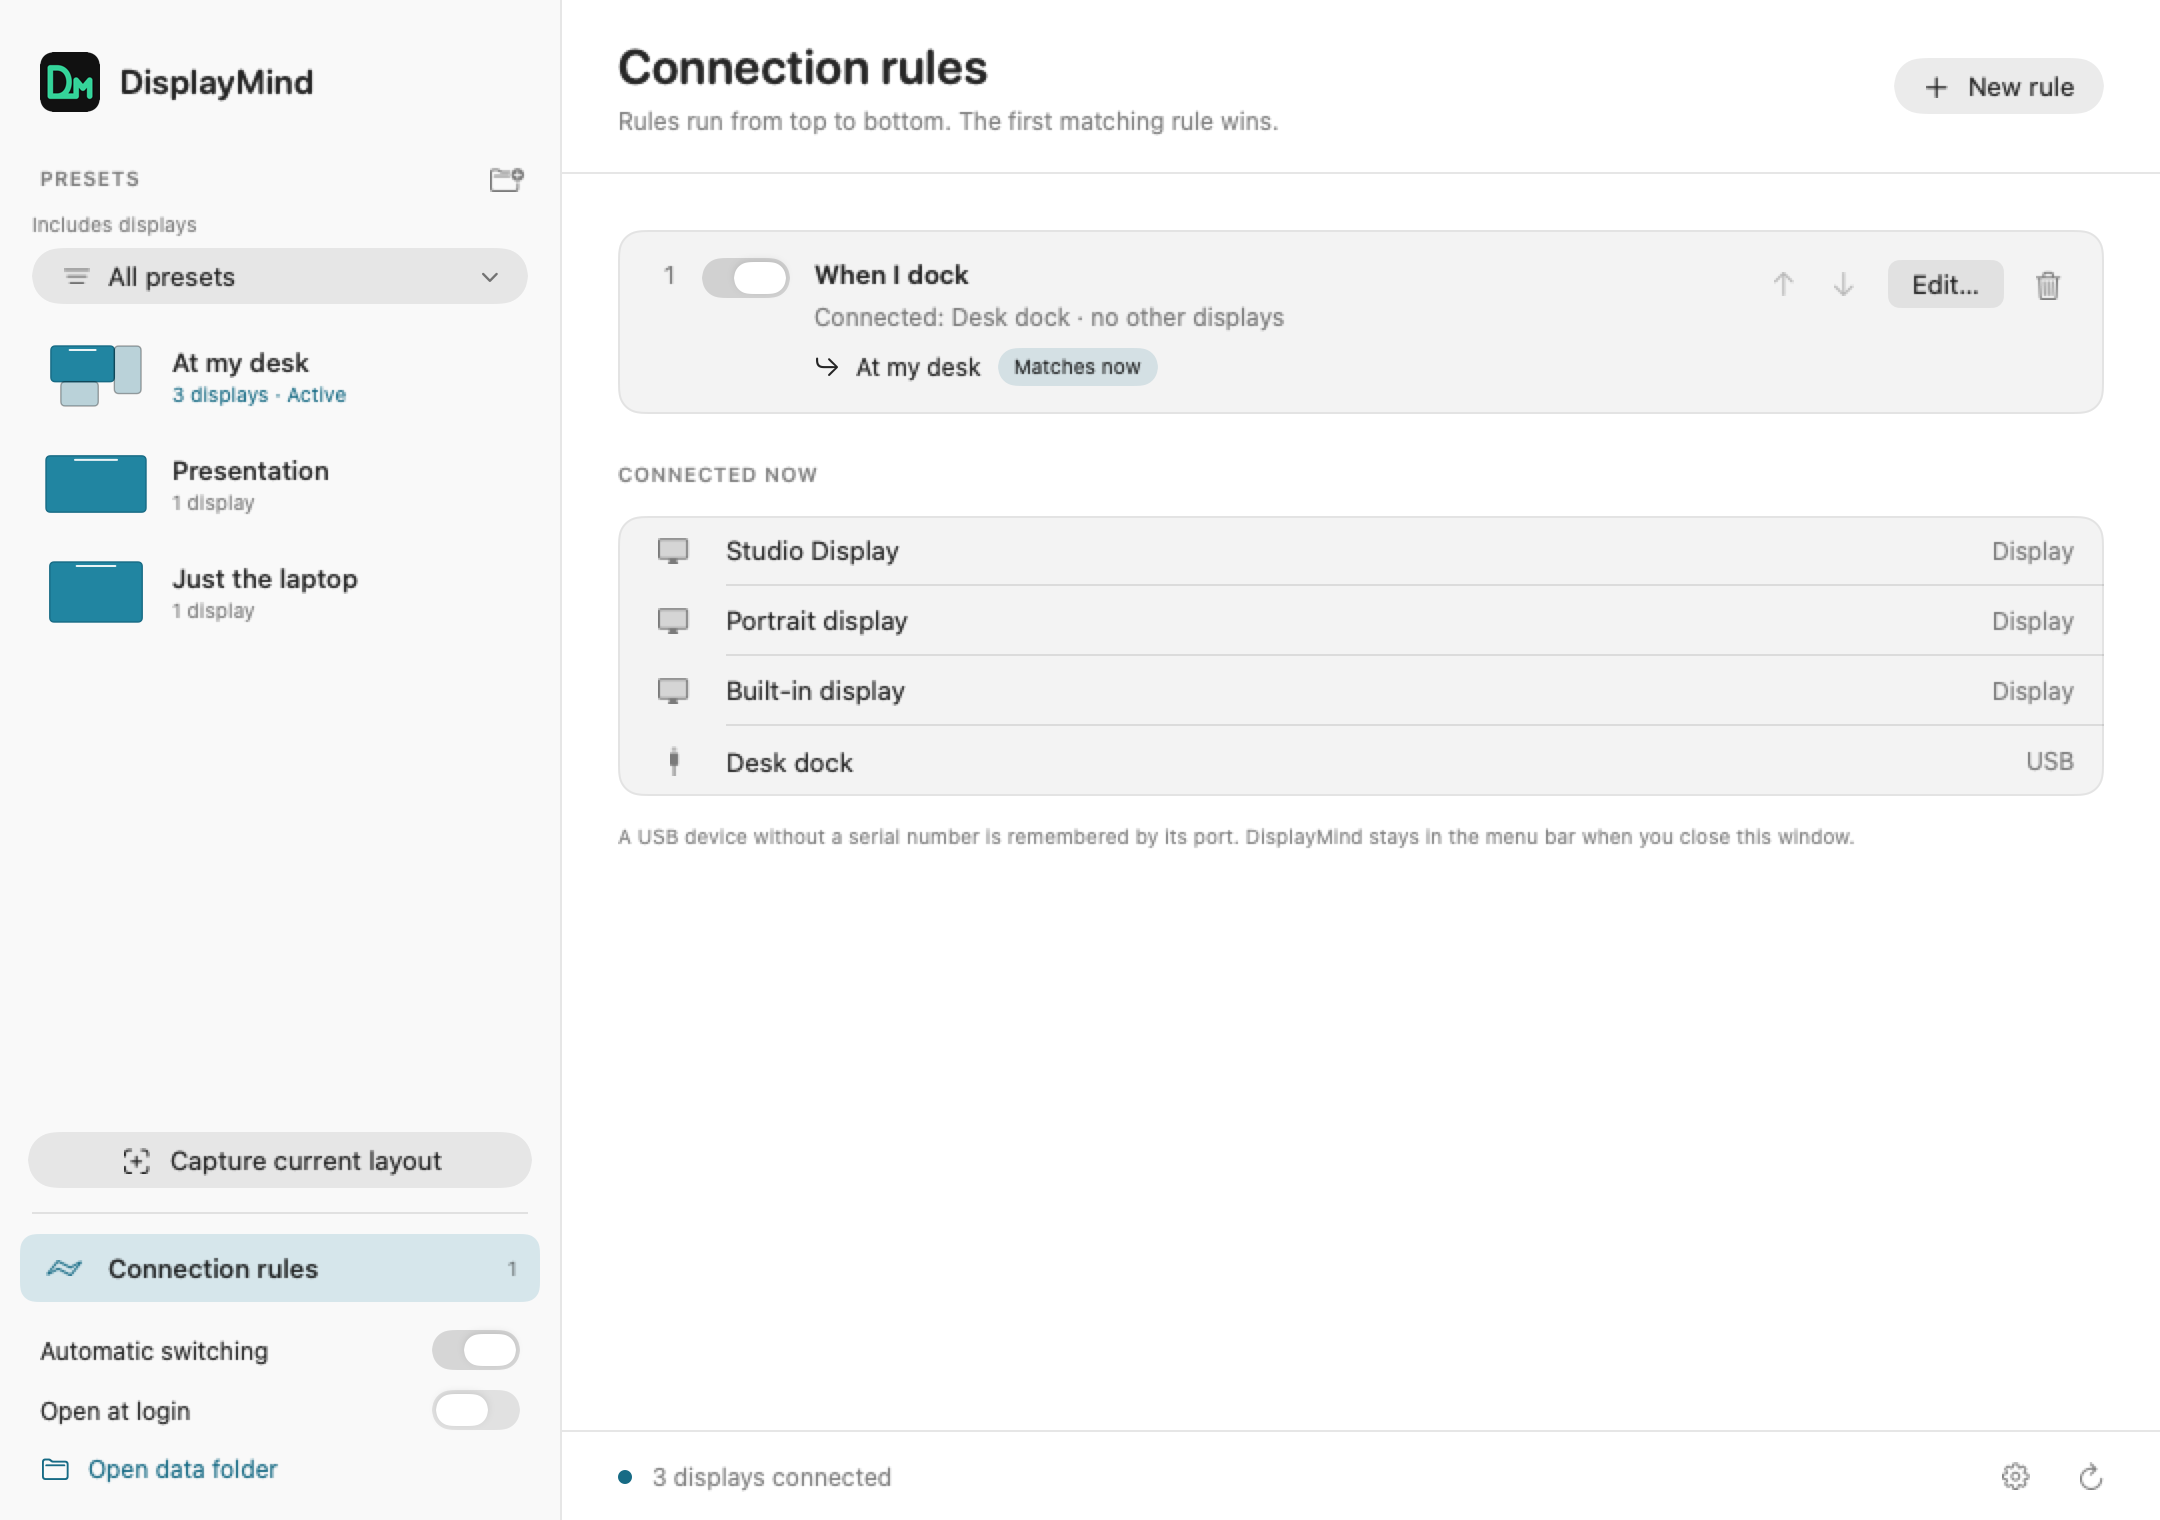 DM DisplayMind
PRESETS
Includes displays
All presets
At my desk
3 displays · Active
Presentation
1 display
Just the laptop
1 display
Capture current layout
Connection rules 1
Automatic switching
Open at login
Open data folder
Connection rules
Rules run from top to bottom. The first matching rule wins.
New rule
1 When I dock
Connected: Desk dock · no other displays
At my desk Matches now
Edit...
CONNECTED NOW
Studio Display Display
Portrait display Display
Built-in display Display
Desk dock USB
A USB device without a serial number is remembered by its port. DisplayMind stays in the menu bar when you close this window.
3 displays connected